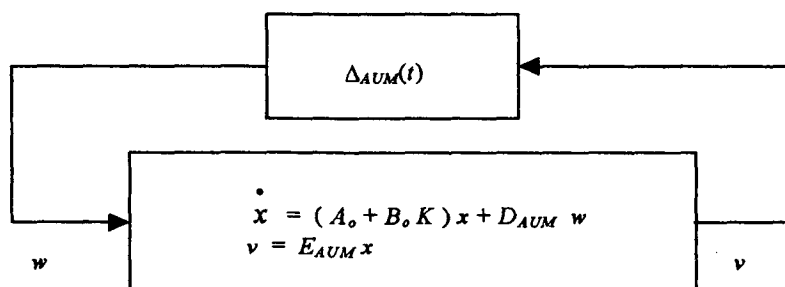 Δ_AUM(t)
ẋ = ( A_o + B_o K ) x + D_AUM w
v = E_AUM x
w
v